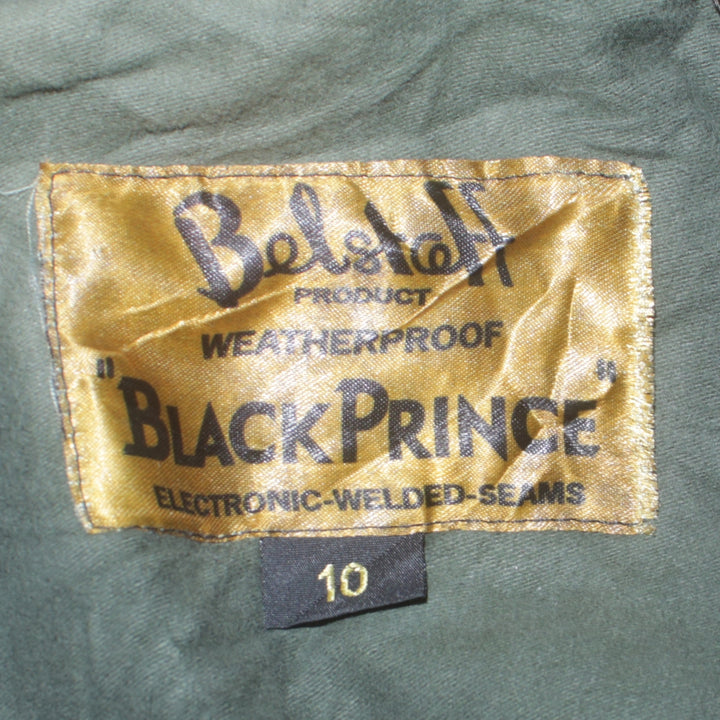 Belstaff
PRODUCT
WEATHERPROOF
"BLACK PRINCE"
ELECTRONIC-WELDED-SEAMS
10